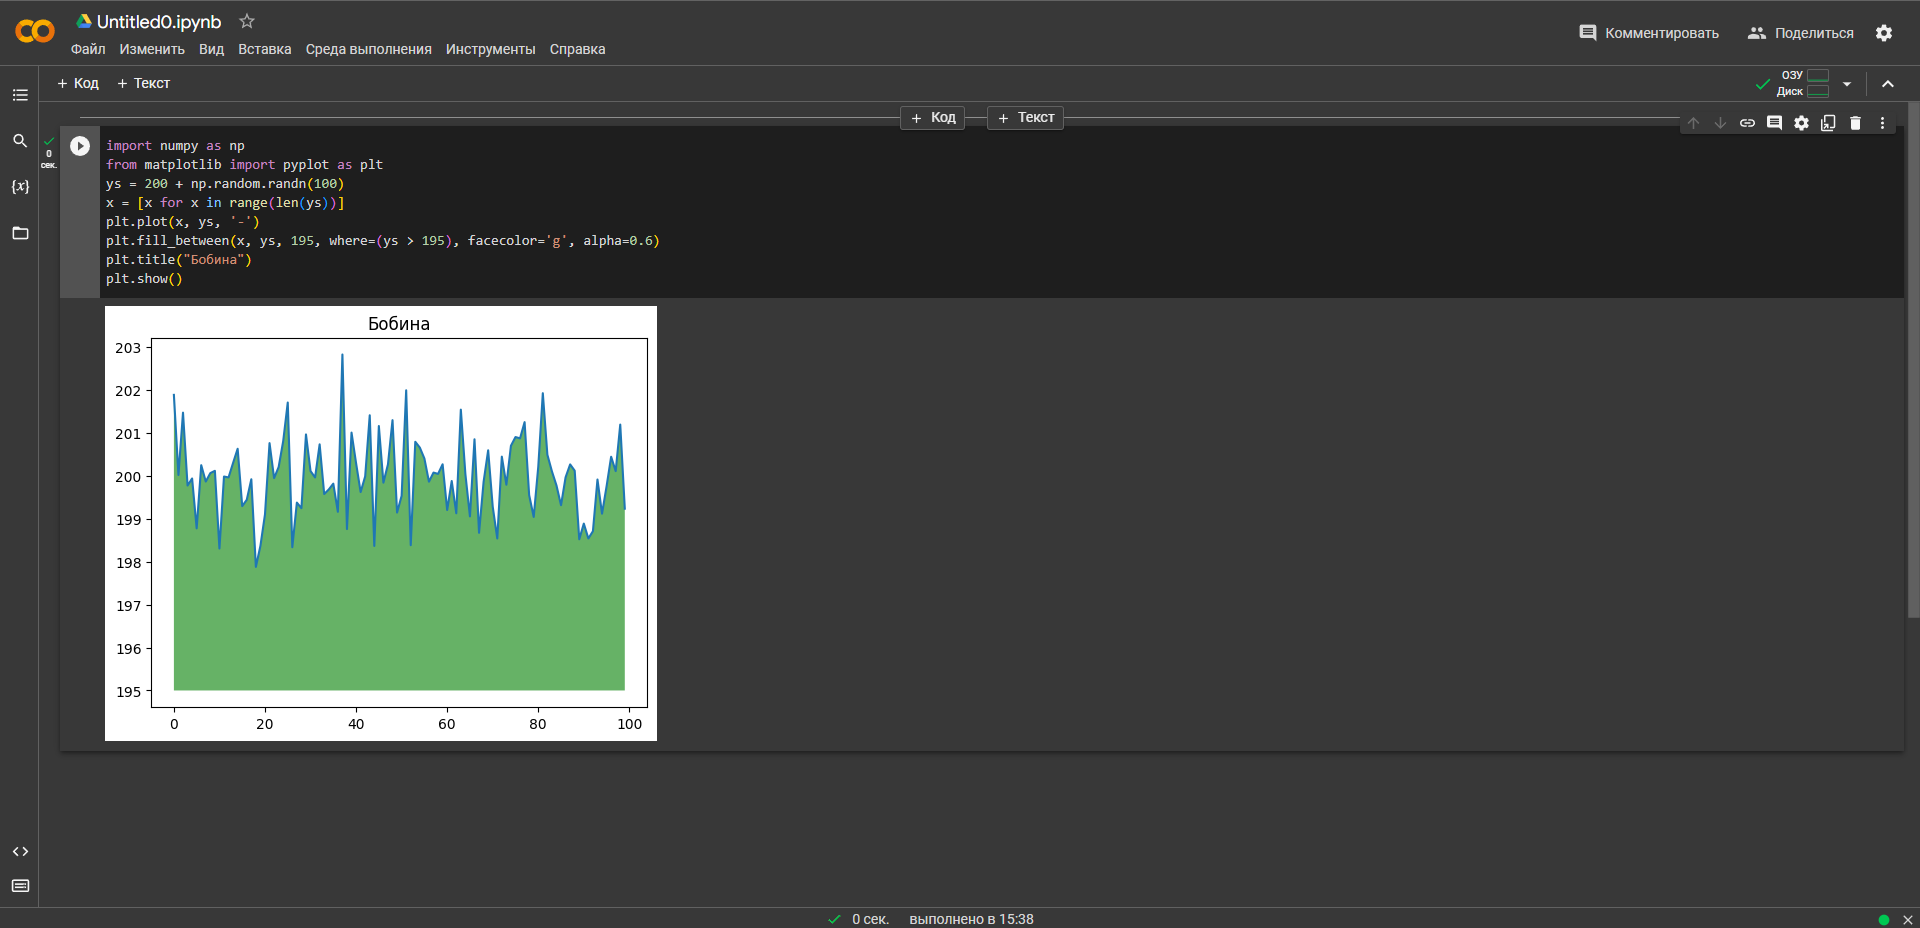 Untitled0.ipynb
Файл Изменить Вид Вставка Среда выполнения Инструменты Справка
Комментировать Поделиться
+ Код + Текст
ОЗУ
Диск
+ Код + Текст
0
сек.
{x}
import numpy as np
from matplotlib import pyplot as plt
ys = 200 + np.random.randn(100)
x = [x for x in range(len(ys))]
plt.plot(x, ys, '-')
plt.fill_between(x, ys, 195, where=(ys > 195), facecolor='g', alpha=0.6)
plt.title("Бобина")
plt.show()
Бобина
203
202
201
200
199
198
197
196
195
0 20 40 60 80 100
0 сек. выполнено в 15:38